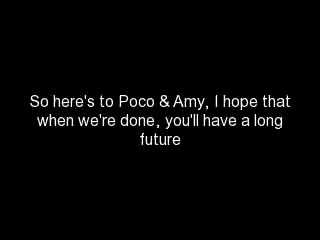 So here's to Poco & Amy, I hope that
when we're done, you'll have a long
future